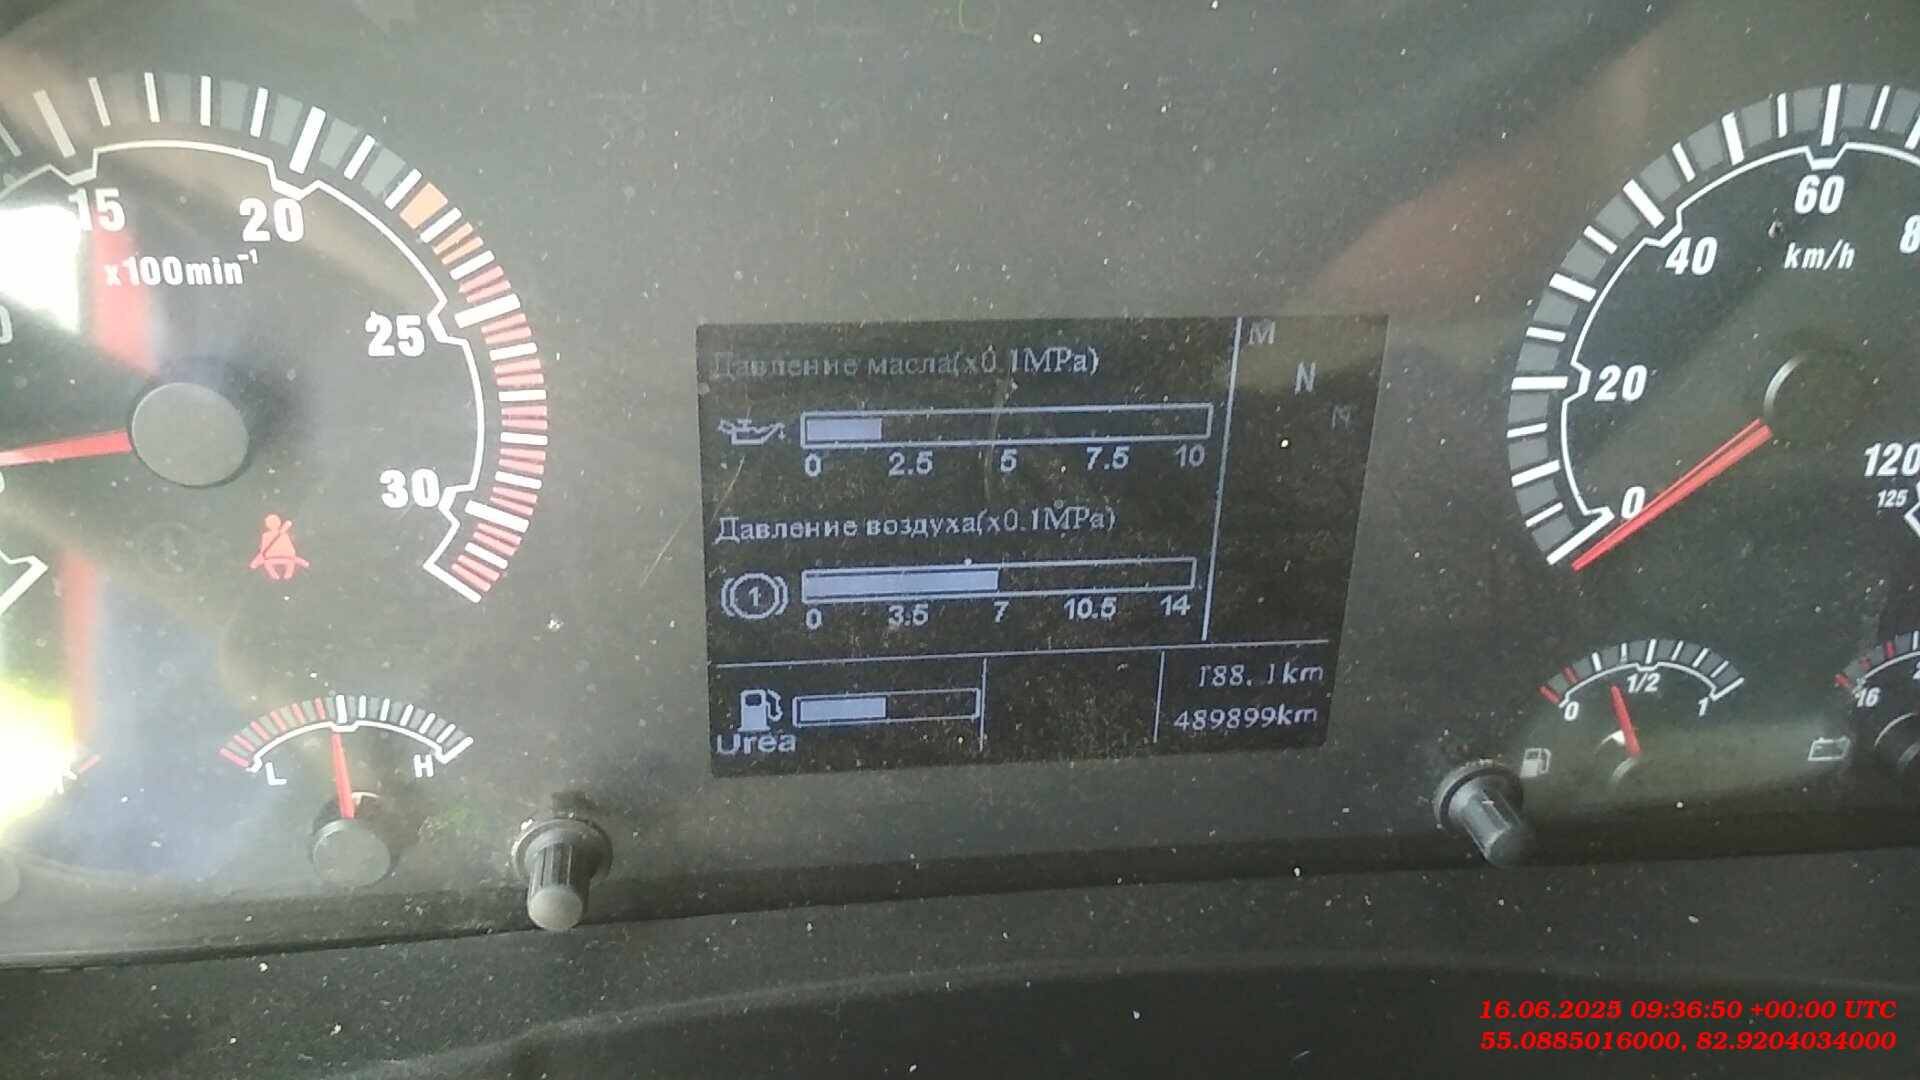 15
20
25
30
x100min⁻¹
L
H
Давление масла(x0.1MPa)
0 2.5 5 7.5 10
Давление воздуха(x0.1MPa)
1
0 3.5 7 10.5 14
M
N
N
Urea
188.1km
489899km
0
20
40
60
km/h
120
125
0 1/2 1
16
16.06.2025 09:36:50 +00:00 UTC
55.0885016000, 82.9204034000